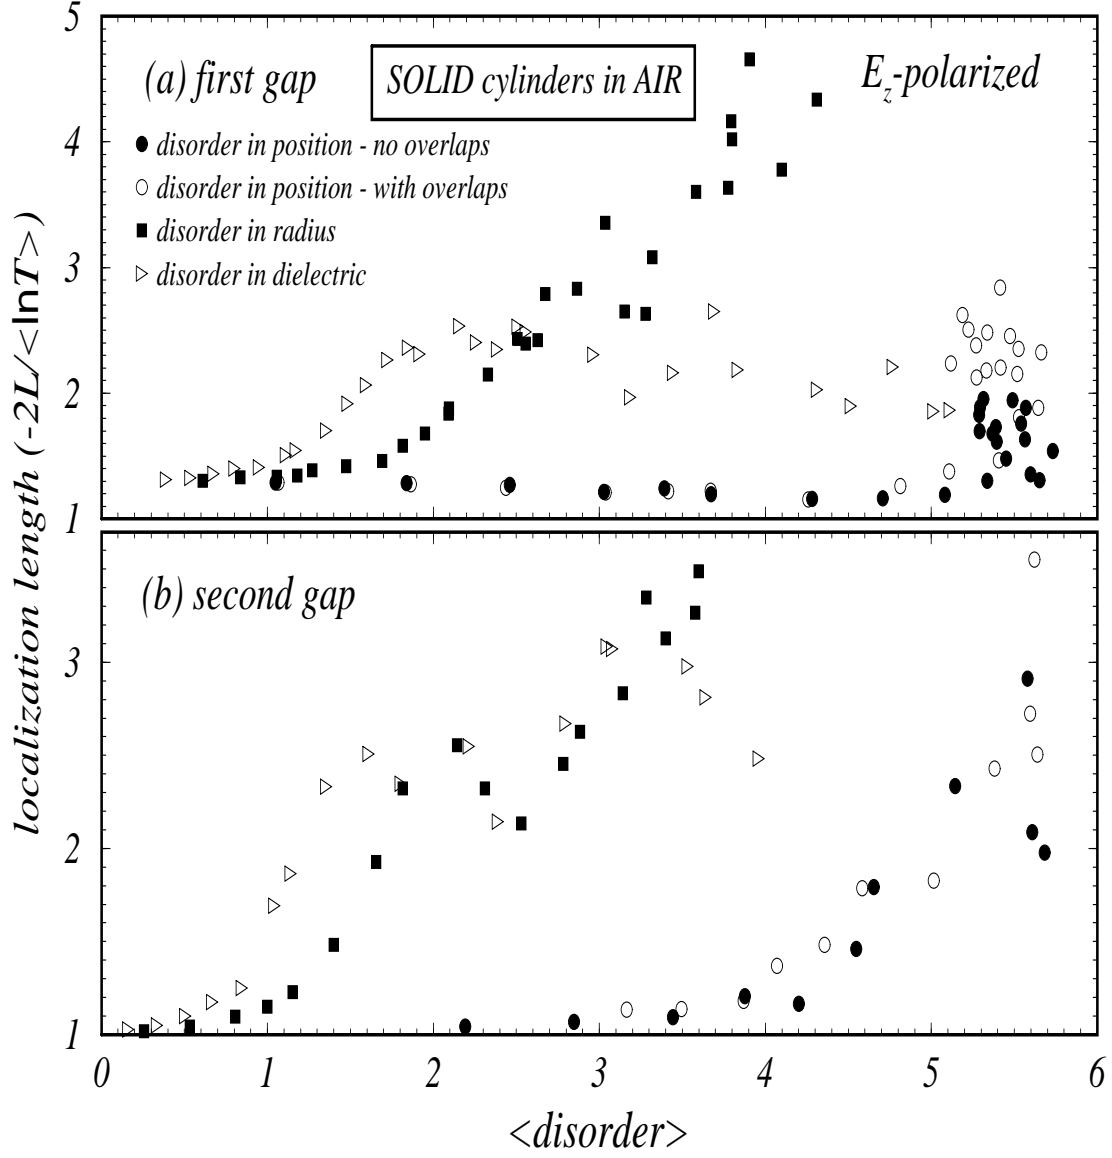 5
(a) first gap
SOLID cylinders in AIR
E_z-polarized
disorder in position - no overlaps
disorder in position - with overlaps
disorder in radius
disorder in dielectric
4
3
2
1
localization length (-2L/<lnT>)
(b) second gap
3
2
1
0 1 2 3 4 5 6
<disorder>